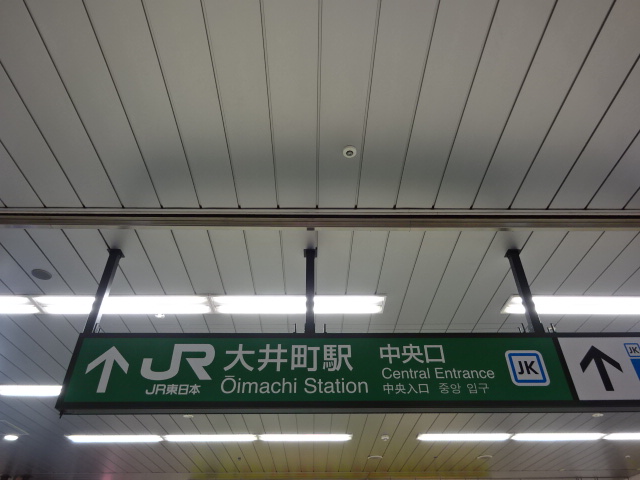 JR
JR東日本
大井町駅
Ōimachi Station
中央口
Central Entrance
中央入口 중앙 입구
JK
JK